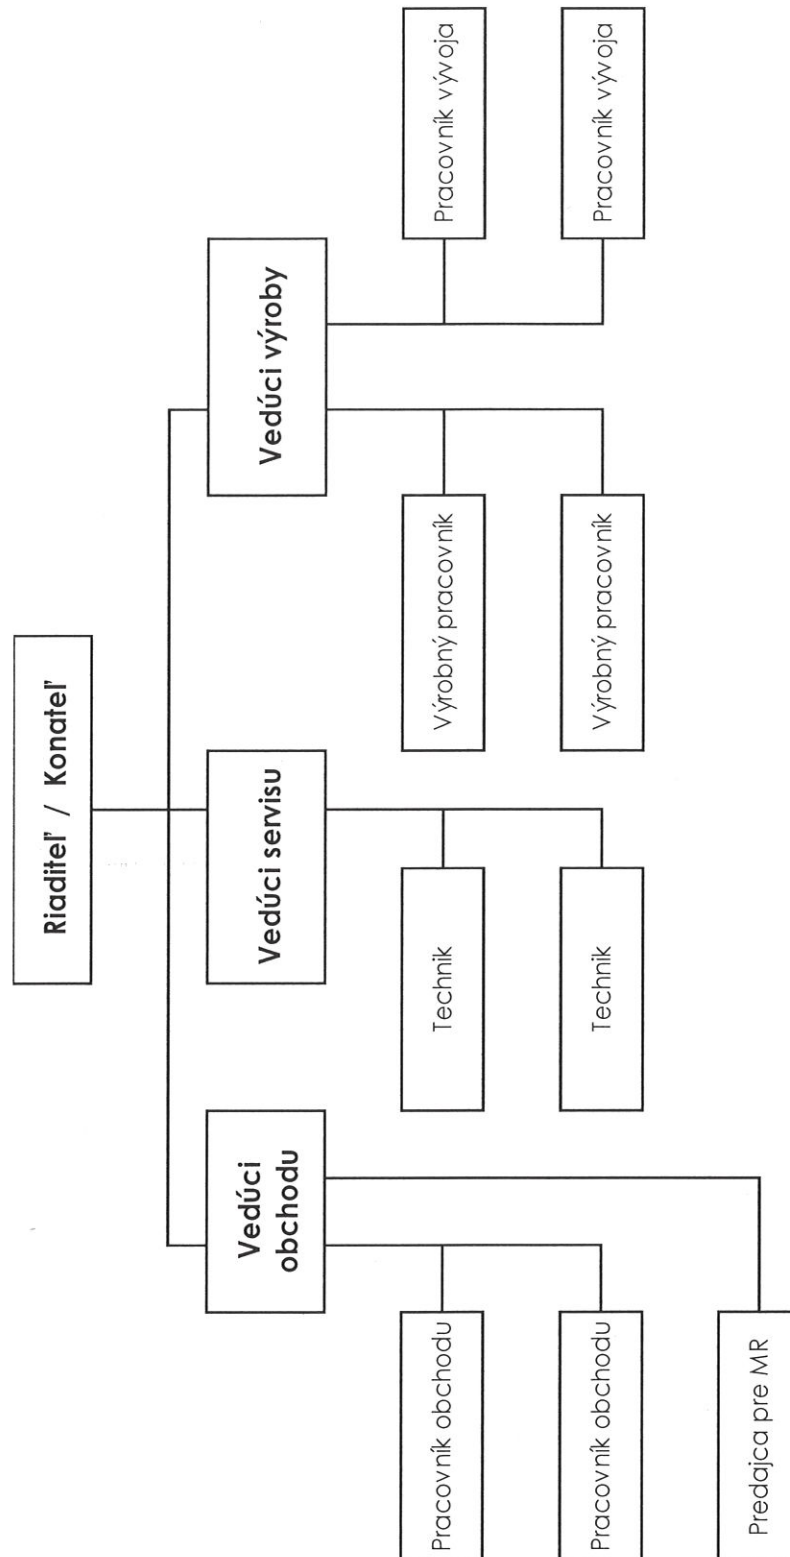 Riaditeľ / Konateľ
Vedúci
obchodu
Vedúci servisu
Vedúci výroby
Pracovník obchodu
Technik
Výrobný pracovník
Pracovník vývoja
Pracovník obchodu
Technik
Výrobný pracovník
Pracovník vývoja
Predajca pre MR